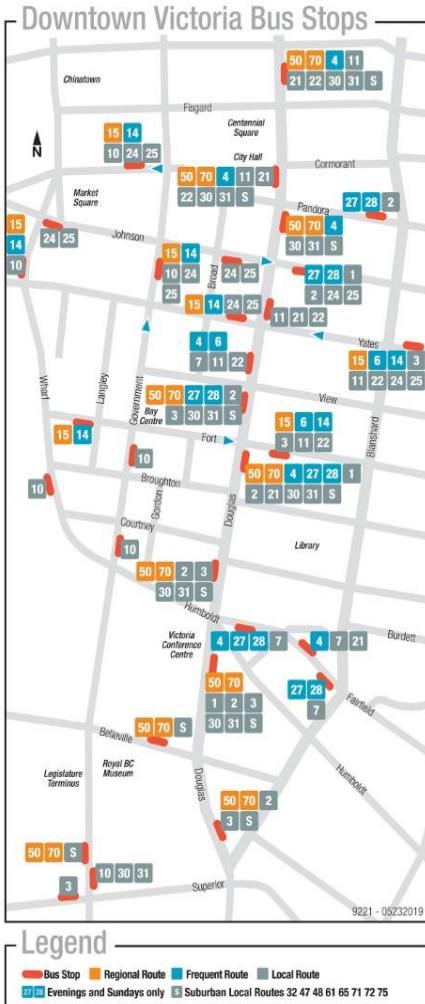 Downtown Victoria Bus Stops
50 70 4 11
21 22 30 31 S
Chinatown
Fisgard
Centennial
Square
N
15 14
10 24 25
City Hall
Cormorant
50 70 4 11 21
22 30 31 S
Market
Square
27 28 2
Pandora
50 70 4
30 31 S
15
14
10
24 25
Johnson
15 14
10 24
25
Broad
24 25
27 28 1
2 24 25
15 14 24 25
11 21 22
4 6
7 11 22
Yates
15 6 14 3
11 22 24 25
Wharf
Langley
Government
50 70 27 28 2
3 30 31 S
Bay
Centre
View
Blanshard
15 14
Fort
15 6 14
3 11 22
10
50 70 4 27 28 1
2 21 30 31 S
10
Broughton
Gordon
Douglas
Courtney
10
Library
50 70 2 3
30 31 S
Humboldt
Victoria
Conference
Centre
4 27 28 7
4 7 21
Burdett
50 70
1 2 3
30 31 S
27 28
7
Fairfield
50 70 S
Belleville
Royal BC
Museum
Legislature
Terminus
Douglas
Humboldt
50 70 2
3 S
50 70 S
10 30 31
3
Superior
9221 - 05232019
Legend
Bus Stop Regional Route Frequent Route Local Route
27 28 Evenings and Sundays only S Suburban Local Routes 32 47 48 61 65 71 72 75